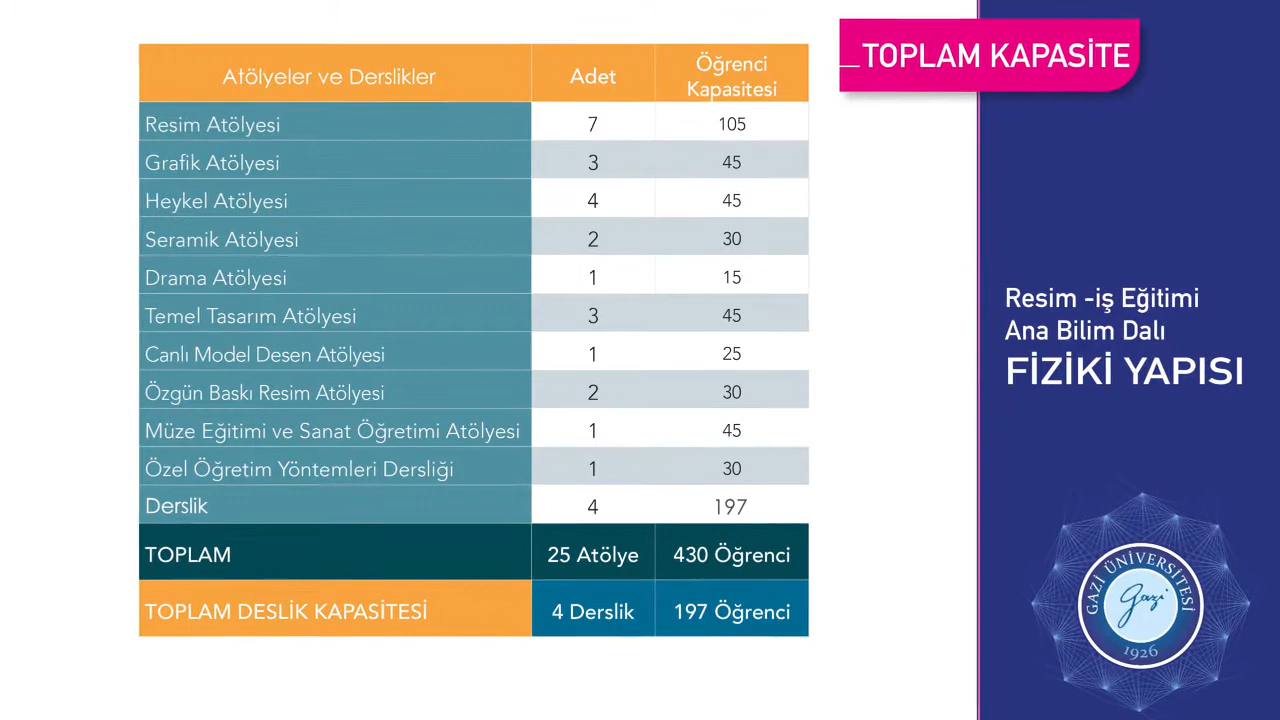 TOPLAM KAPASİTE
Atölyeler ve Derslikler Adet Öğrenci Kapasitesi
Resim Atölyesi 7 105
Grafik Atölyesi 3 45
Heykel Atölyesi 4 45
Seramik Atölyesi 2 30
Drama Atölyesi 1 15
Temel Tasarım Atölyesi 3 45
Canlı Model Desen Atölyesi 1 25
Özgün Baskı Resim Atölyesi 2 30
Müze Eğitimi ve Sanat Öğretimi Atölyesi 1 45
Özel Öğretim Yöntemleri Dersliği 1 30
Derslik 4 197
TOPLAM 25 Atölye 430 Öğrenci
TOPLAM DESLİK KAPASİTESİ 4 Derslik 197 Öğrenci
Resim -iş Eğitimi
Ana Bilim Dalı
FİZİKİ YAPISI
GAZİ ÜNİVERSİTESİ
gazi
1926